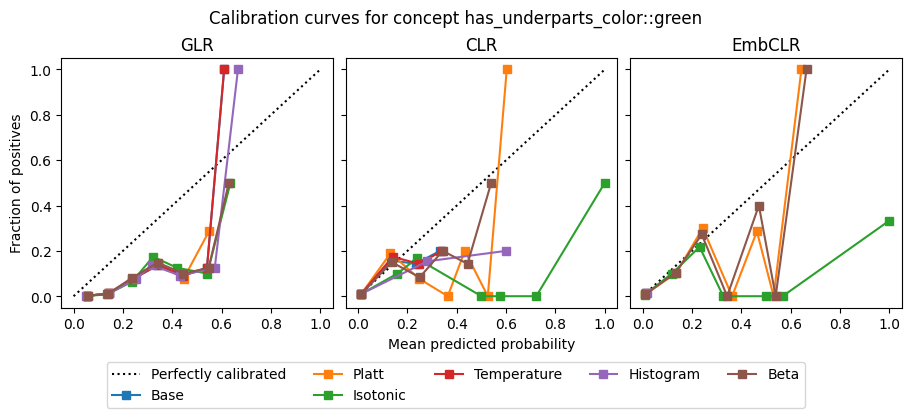 Calibration curves for concept has_underparts_color::green
GLR
CLR
EmbCLR
Fraction of positives
1.0
0.8
0.6
0.4
0.2
0.0
0.0 0.2 0.4 0.6 0.8 1.0
0.0 0.2 0.4 0.6 0.8 1.0
0.0 0.2 0.4 0.6 0.8 1.0
Mean predicted probability
Perfectly calibrated
Base
Platt
Isotonic
Temperature
Histogram
Beta